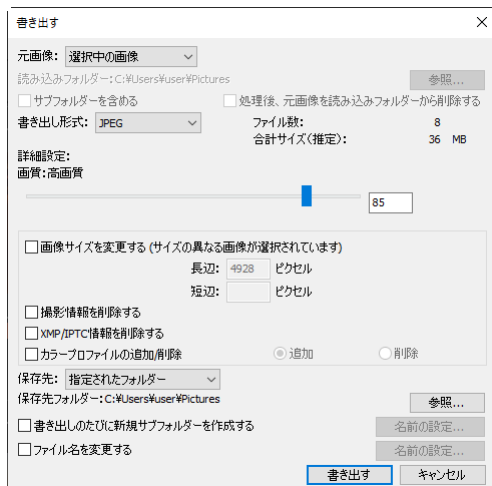 書き出す
元画像: 選択中の画像
読み込みフォルダー: C:¥Users¥user¥Pictures 参照...
サブフォルダーを含める 処理後、元画像を読み込みフォルダーから削除する
書き出し形式: JPEG ファイル数: 8
合計サイズ(推定): 36 MB
詳細設定:
画質:高画質
85
画像サイズを変更する (サイズの異なる画像が選択されています)
長辺: 4928 ピクセル
短辺: ピクセル
撮影情報を削除する
XMP/IPTC情報を削除する
カラープロファイルの追加/削除 追加 削除
保存先: 指定されたフォルダー
保存先フォルダー: C:¥Users¥user¥Pictures 参照...
書き出しのたびに新規サブフォルダーを作成する 名前の設定...
ファイル名を変更する 名前の設定...
書き出す キャンセル